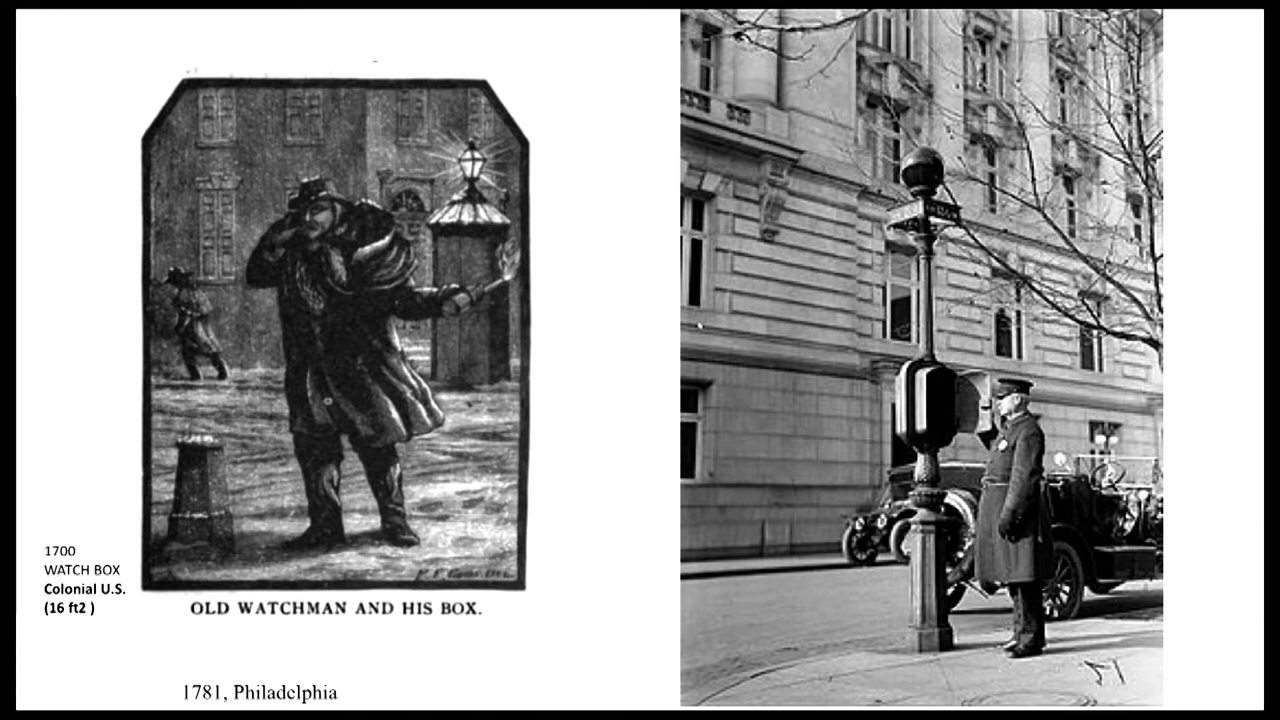 1700
WATCH BOX
Colonial U.S.
(16 ft2 )
OLD WATCHMAN AND HIS BOX.
1781, Philadelphia